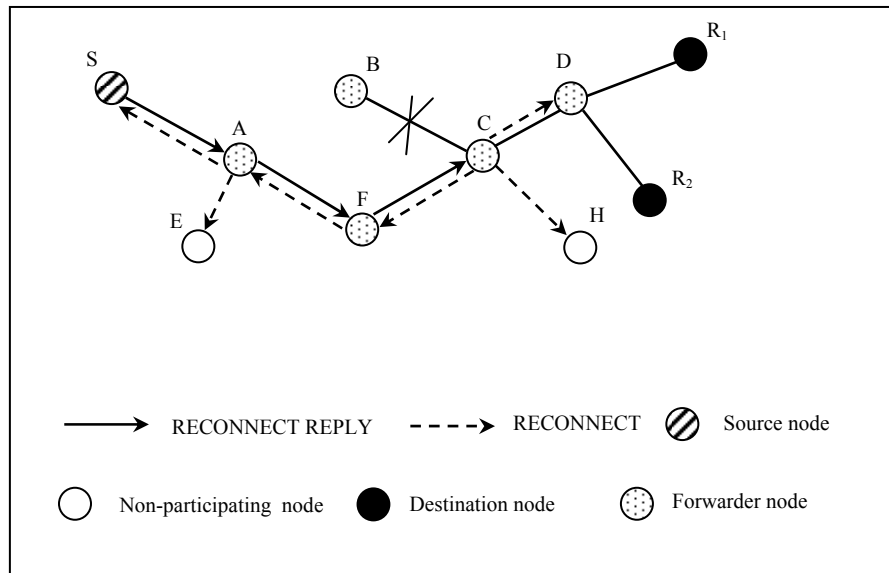 R1
S
B
D
A
C
F
R2
E
H
RECONNECT REPLY
RECONNECT
Source node
Non-participating node
Destination node
Forwarder node